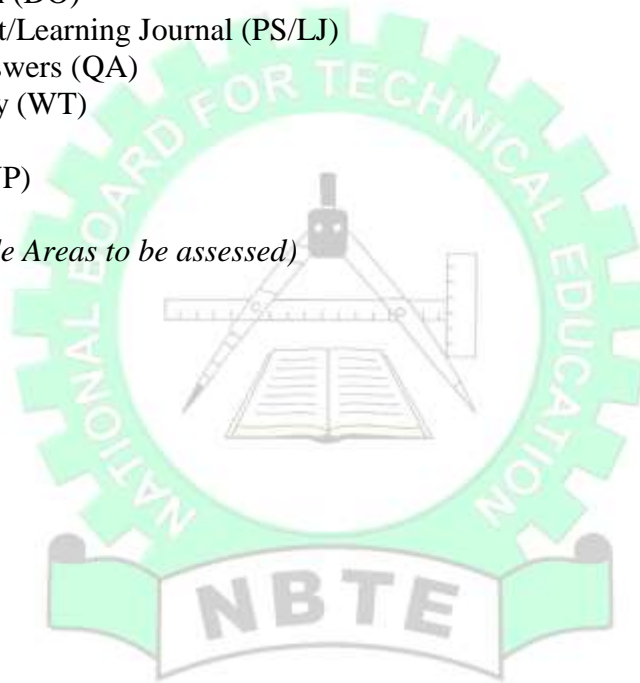 (DO)
t/Learning Journal (PS/LJ)
swers (QA)
y (WT)
P)
le Areas to be assessed)
NATIONAL BOARD FOR TECHNICAL EDUCATION
NBTE